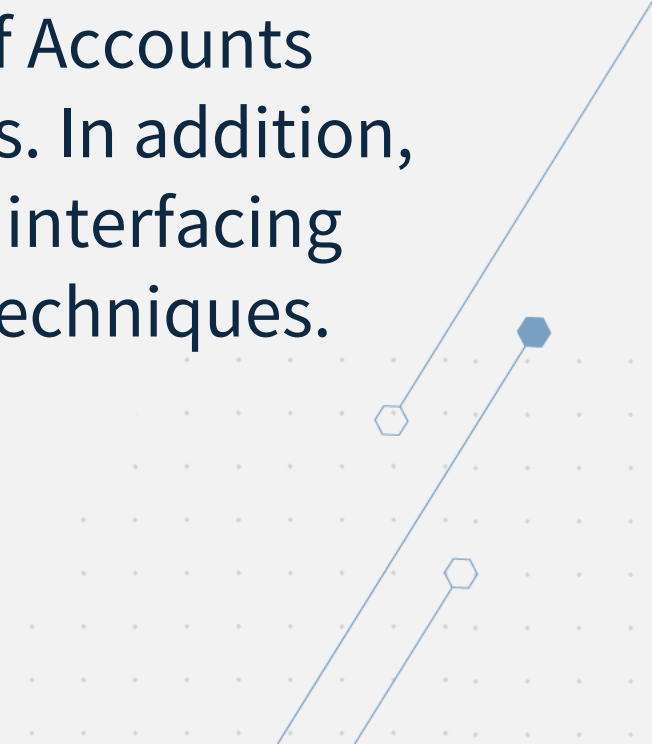 f Accounts
s. In addition,
interfacing
echniques.